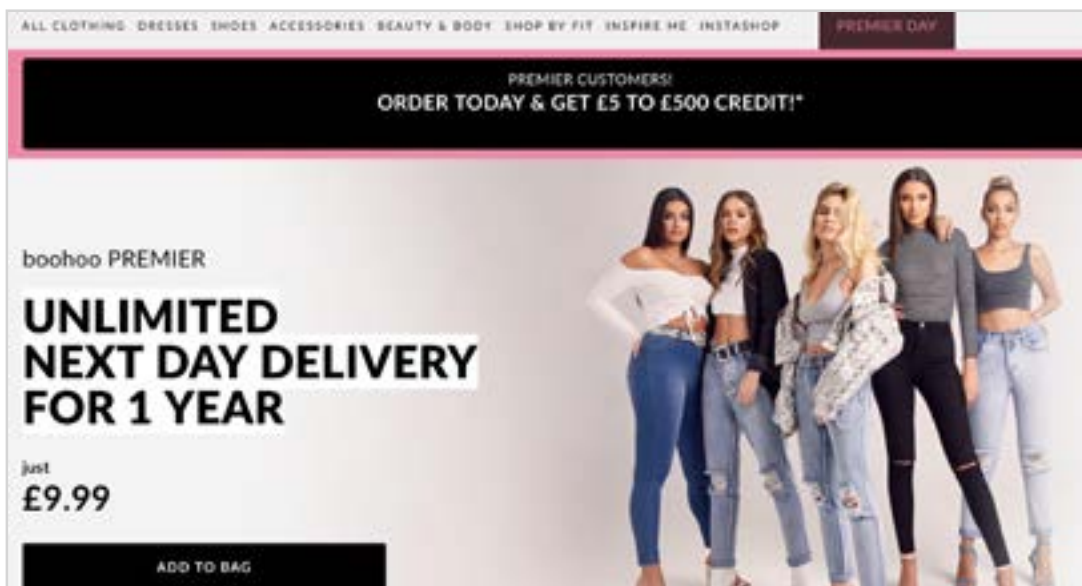 ALL CLOTHING DRESSES SHOES ACCESSORIES BEAUTY & BODY SHOP BY FIT INSPIRE ME INSTASHOP PREMIER DAY
PREMIER CUSTOMERS!
ORDER TODAY & GET £5 TO £500 CREDIT!*
boohoo PREMIER
UNLIMITED
NEXT DAY DELIVERY
FOR 1 YEAR
just
£9.99
ADD TO BAG